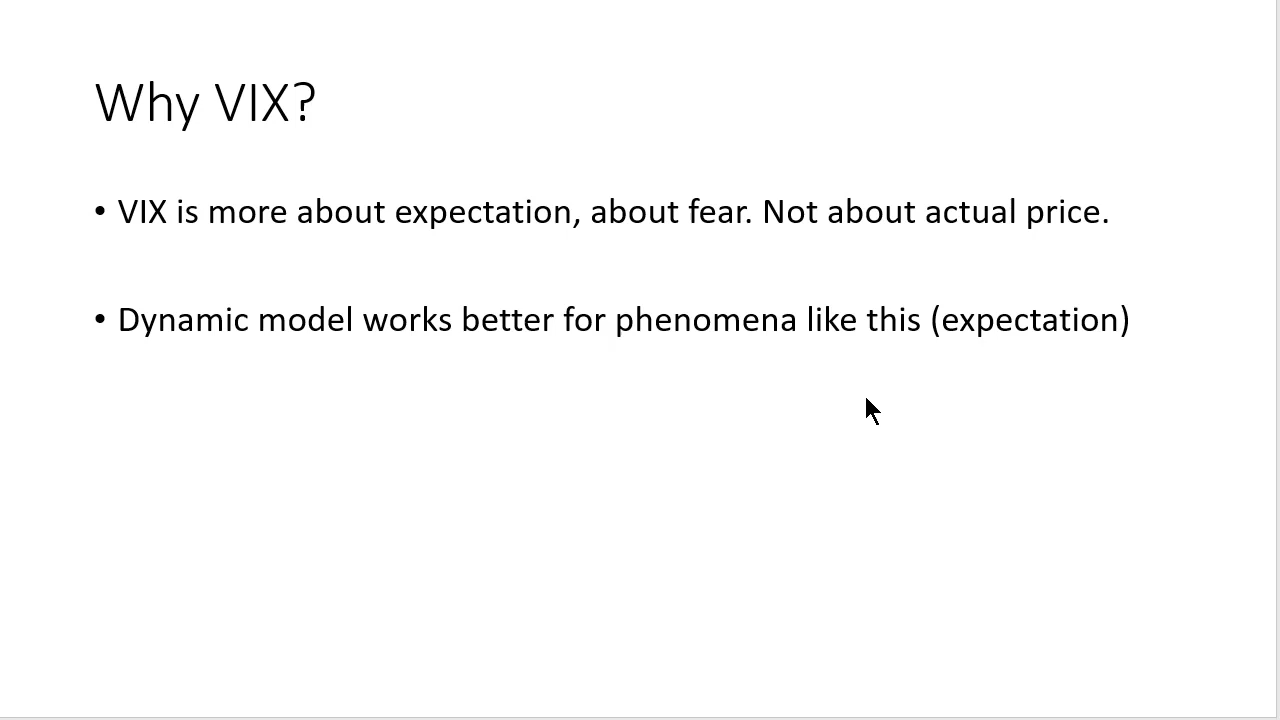 Why VIX?
• VIX is more about expectation, about fear. Not about actual price.
• Dynamic model works better for phenomena like this (expectation)